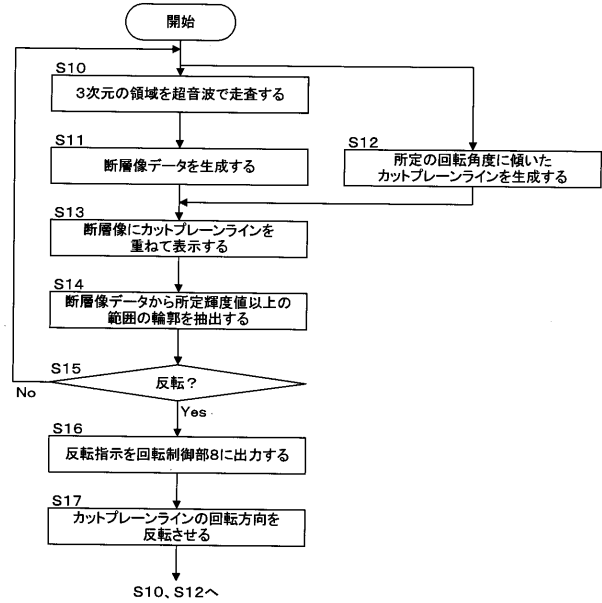 開始
S10
3次元の領域を超音波で走査する
S11
断層像データを生成する
S12
所定の回転角度に傾いた
カットプレーンラインを生成する
S13
断層像にカットプレーンラインを
重ねて表示する
S14
断層像データから所定輝度値以上の
範囲の輪郭を抽出する
S15
反転？
No
Yes
S16
反転指示を回転制御部8に出力する
S17
カットプレーンラインの回転方向を
反転させる
S10、S12へ